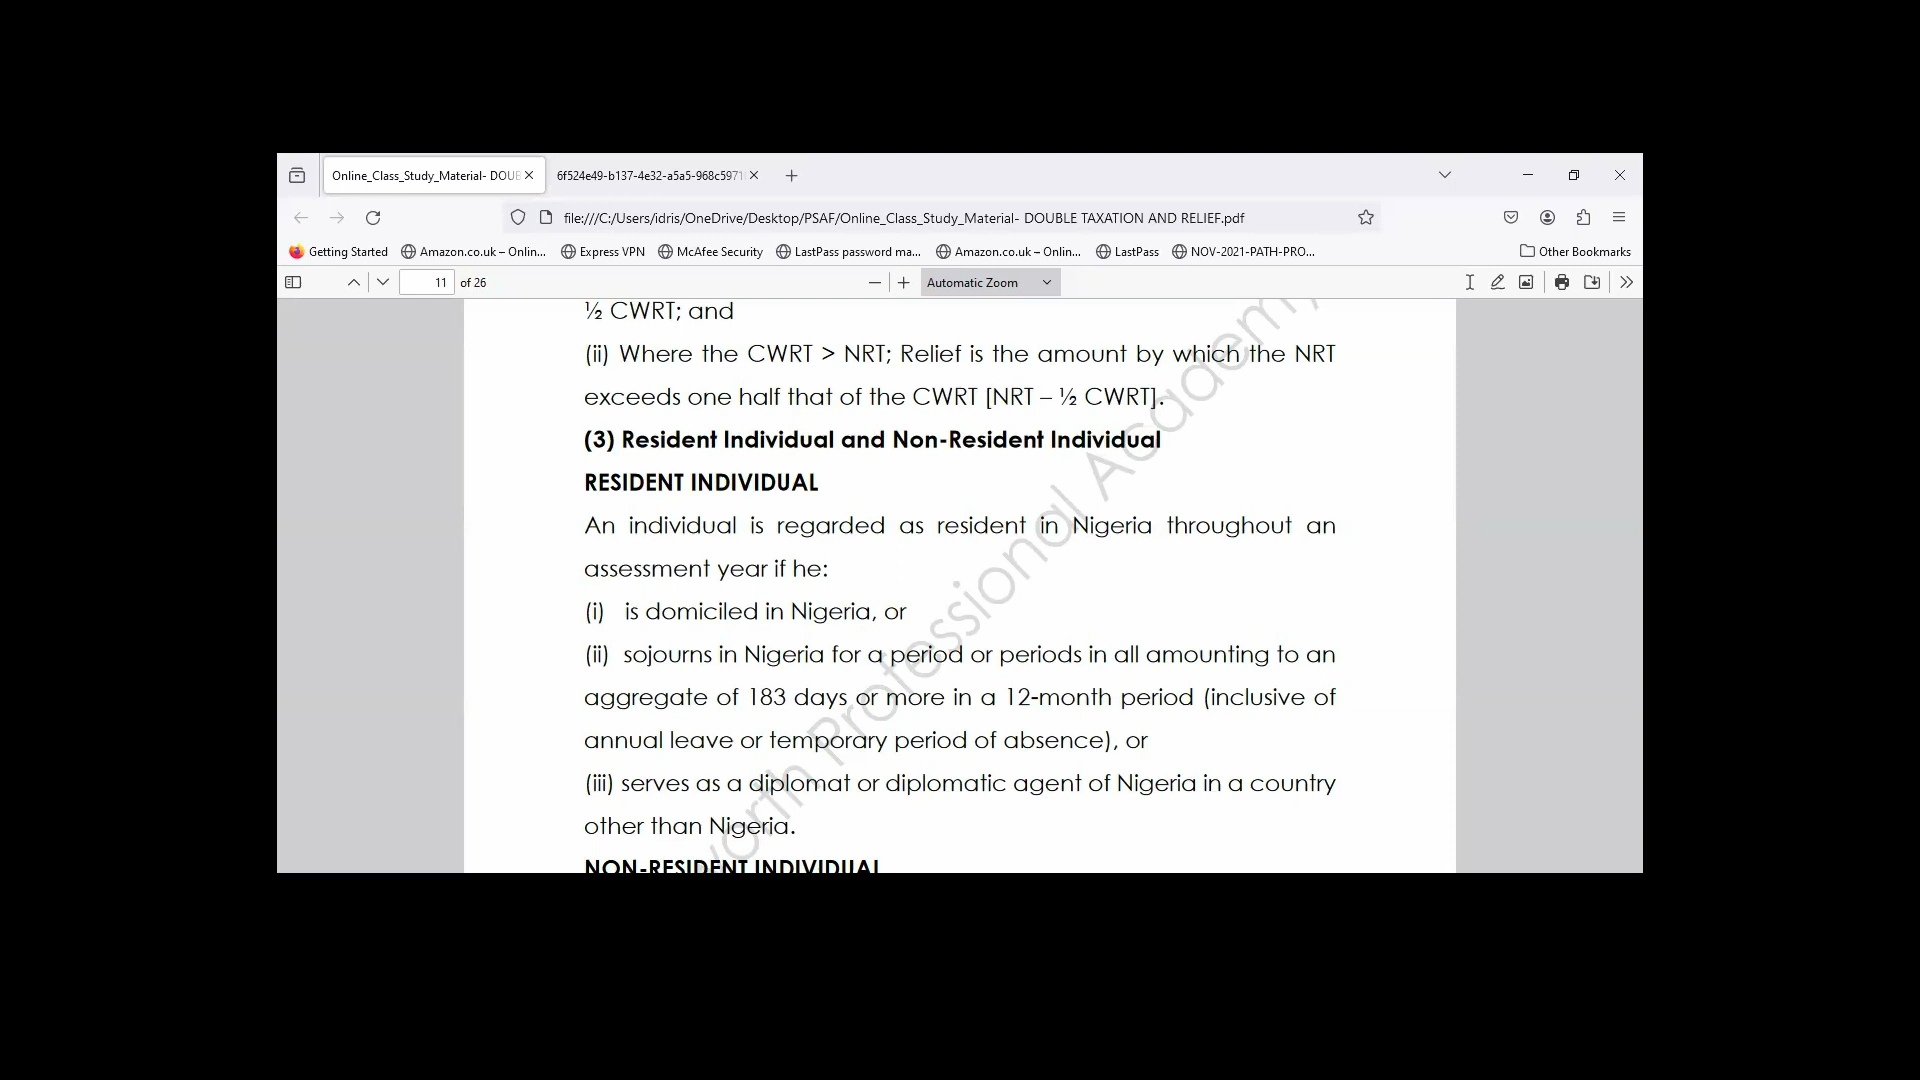 Online_Class_Study_Material- DOUB
6f524e49-b137-4e32-a5a5-968c5971
file:///C:/Users/idris/OneDrive/Desktop/PSAF/Online_Class_Study_Material- DOUBLE TAXATION AND RELIEF.pdf
Getting Started Amazon.co.uk – Onlin... Express VPN McAfee Security LastPass password ma... Amazon.co.uk – Onlin... LastPass NOV-2021-PATH-PRO... Other Bookmarks
11 of 26 Automatic Zoom
½ CWRT; and
(ii) Where the CWRT > NRT; Relief is the amount by which the NRT
exceeds one half that of the CWRT [NRT – ½ CWRT].
(3) Resident Individual and Non-Resident Individual
RESIDENT INDIVIDUAL
An individual is regarded as resident in Nigeria throughout an
assessment year if he:
(i) is domiciled in Nigeria, or
(ii) sojourns in Nigeria for a period or periods in all amounting to an
aggregate of 183 days or more in a 12-month period (inclusive of
annual leave or temporary period of absence), or
(iii) serves as a diplomat or diplomatic agent of Nigeria in a country
other than Nigeria.
NON-RESIDENT INDIVIDUAL
Professional Academy